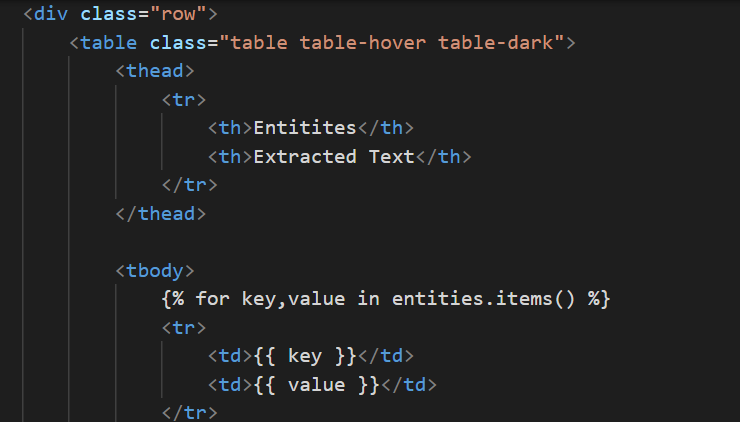 <div class="row">
<table class="table table-hover table-dark">
<thead>
<tr>
<th>Entitites</th>
<th>Extracted Text</th>
</tr>
</thead>
<tbody>
{% for key,value in entities.items() %}
<tr>
<td>{{ key }}</td>
<td>{{ value }}</td>
</tr>